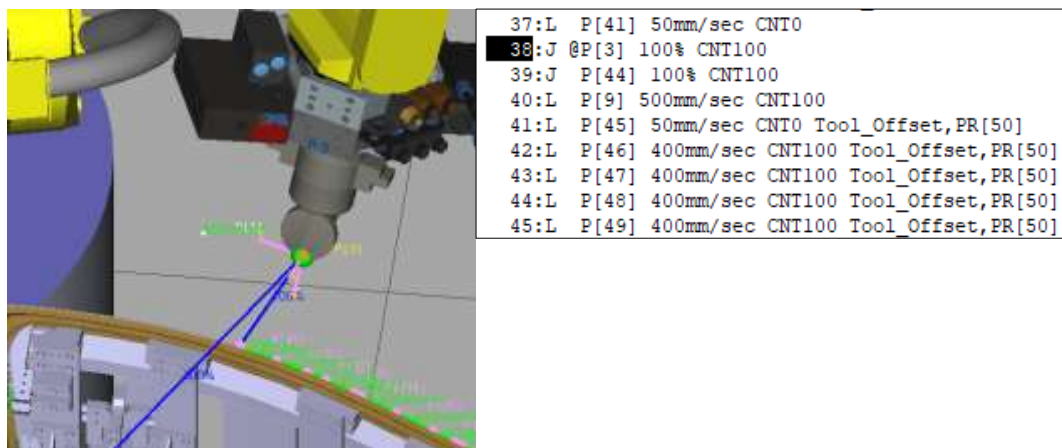 37:L P[41] 50mm/sec CNT0
38:J @P[3] 100% CNT100
39:J P[44] 100% CNT100
40:L P[9] 500mm/sec CNT100
41:L P[45] 50mm/sec CNT0 Tool_Offset,PR[50]
42:L P[46] 400mm/sec CNT100 Tool_Offset,PR[50]
43:L P[47] 400mm/sec CNT100 Tool_Offset,PR[50]
44:L P[48] 400mm/sec CNT100 Tool_Offset,PR[50]
45:L P[49] 400mm/sec CNT100 Tool_Offset,PR[50]